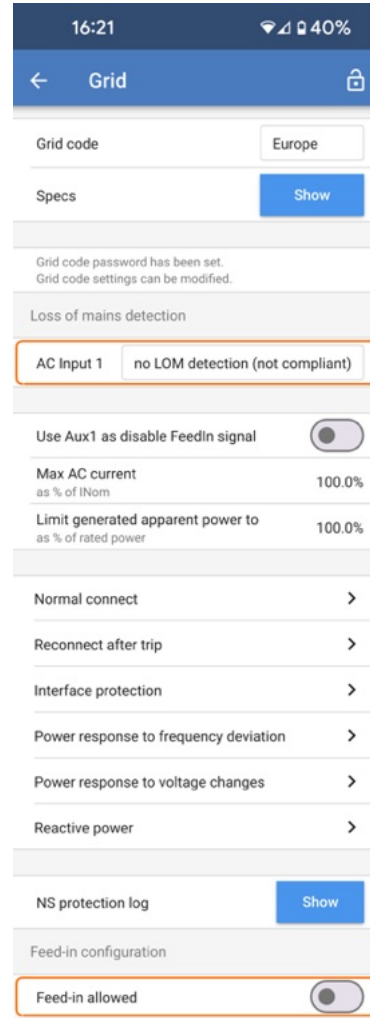 16:21 40%
Grid
Grid code Europe
Specs Show
Grid code password has been set.
Grid code settings can be modified.
Loss of mains detection
AC Input 1 no LOM detection (not compliant)
Use Aux1 as disable FeedIn signal
Max AC current 100.0%
as % of INom
Limit generated apparent power to 100.0%
as % of rated power
Normal connect
Reconnect after trip
Interface protection
Power response to frequency deviation
Power response to voltage changes
Reactive power
NS protection log Show
Feed-in configuration
Feed-in allowed